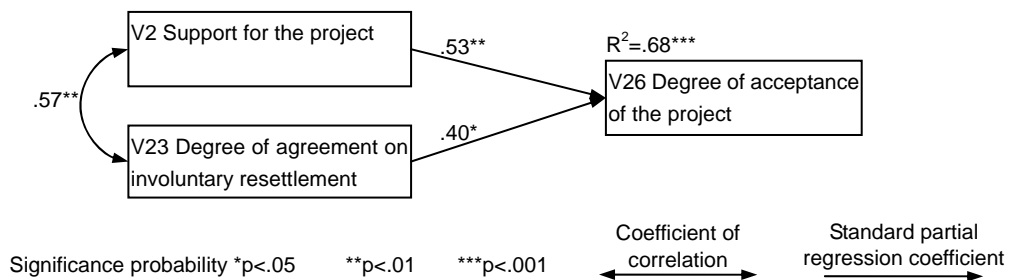 V2 Support for the project
.53**
R²=.68***
V26 Degree of acceptance
of the project
.57**
.40*
V23 Degree of agreement on
involuntary resettlement
Significance probability *p<.05 **p<.01 ***p<.001
Coefficient of
correlation
Standard partial
regression coefficient